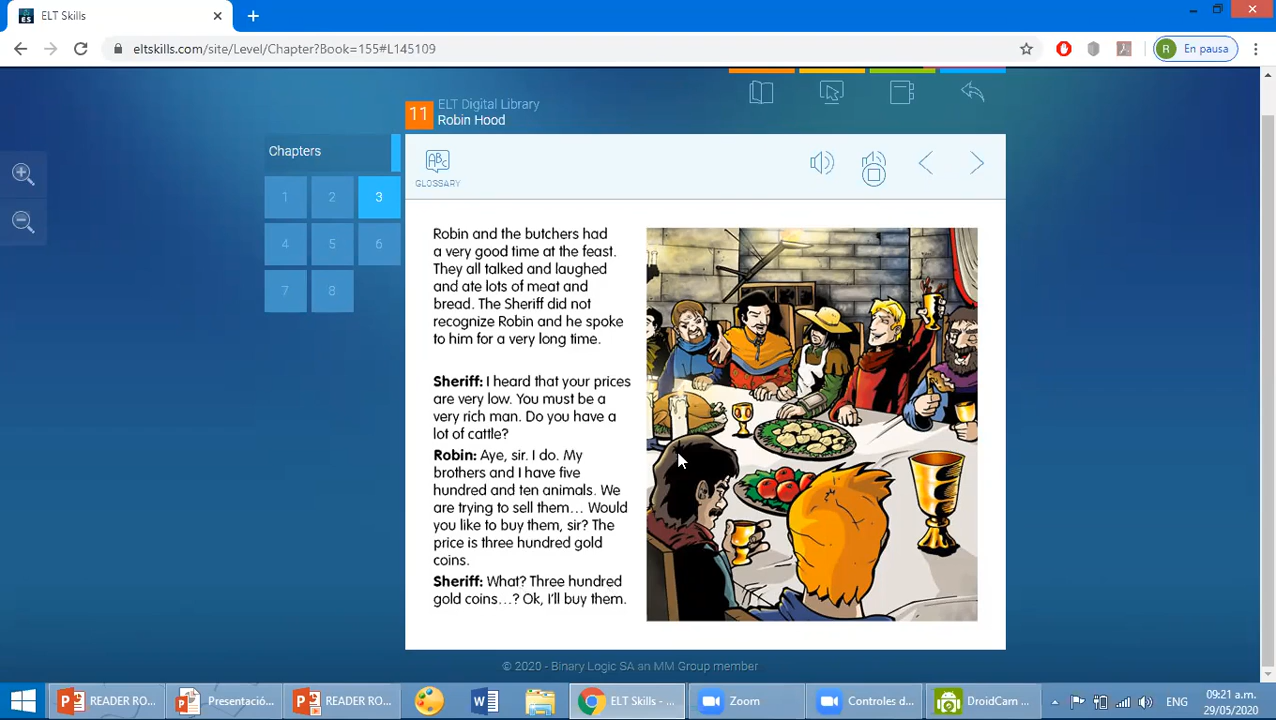 ELT Skills
eltskills.com/site/Level/Chapter?Book=155#L145109
R
En pausa
11
ELT Digital Library
Robin Hood
Chapters
1 2 3
4 5 6
7 8
ABC
GLOSSARY
Robin and the butchers had
a very good time at the feast.
They all talked and laughed
and ate lots of meat and
bread. The Sheriff did not
recognize Robin and he spoke
to him for a very long time.
Sheriff: I heard that your prices
are very low. You must be a
very rich man. Do you have a
lot of cattle?
Robin: Aye, sir. I do. My
brothers and I have five
hundred and ten animals. We
are trying to sell them... Would
you like to buy them, sir? The
price is three hundred gold
coins.
Sheriff: What? Three hundred
gold coins...? Ok, I'll buy them.
© 2020 - Binary Logic SA an MM Group member
READER RO...
Presentació...
READER RO...
ELT Skills - ...
Zoom
Controles d...
DroidCam ...
ENG
09:21 a.m.
29/05/2020